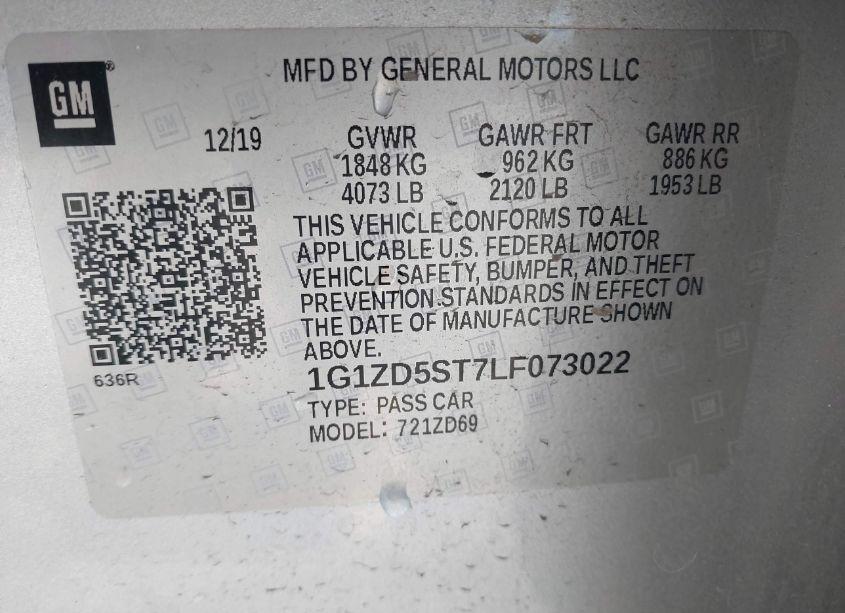 GM
MFD BY GENERAL MOTORS LLC
12/19 GVWR GAWR FRT GAWR RR
1848 KG 962 KG 886 KG
4073 LB 2120 LB 1953 LB
THIS VEHICLE CONFORMS TO ALL
APPLICABLE U.S. FEDERAL MOTOR
VEHICLE SAFETY, BUMPER, AND THEFT
PREVENTION STANDARDS IN EFFECT ON
THE DATE OF MANUFACTURE SHOWN
ABOVE.
636R
1G1ZD5ST7LF073022
TYPE: PASS CAR
MODEL: 721ZD69